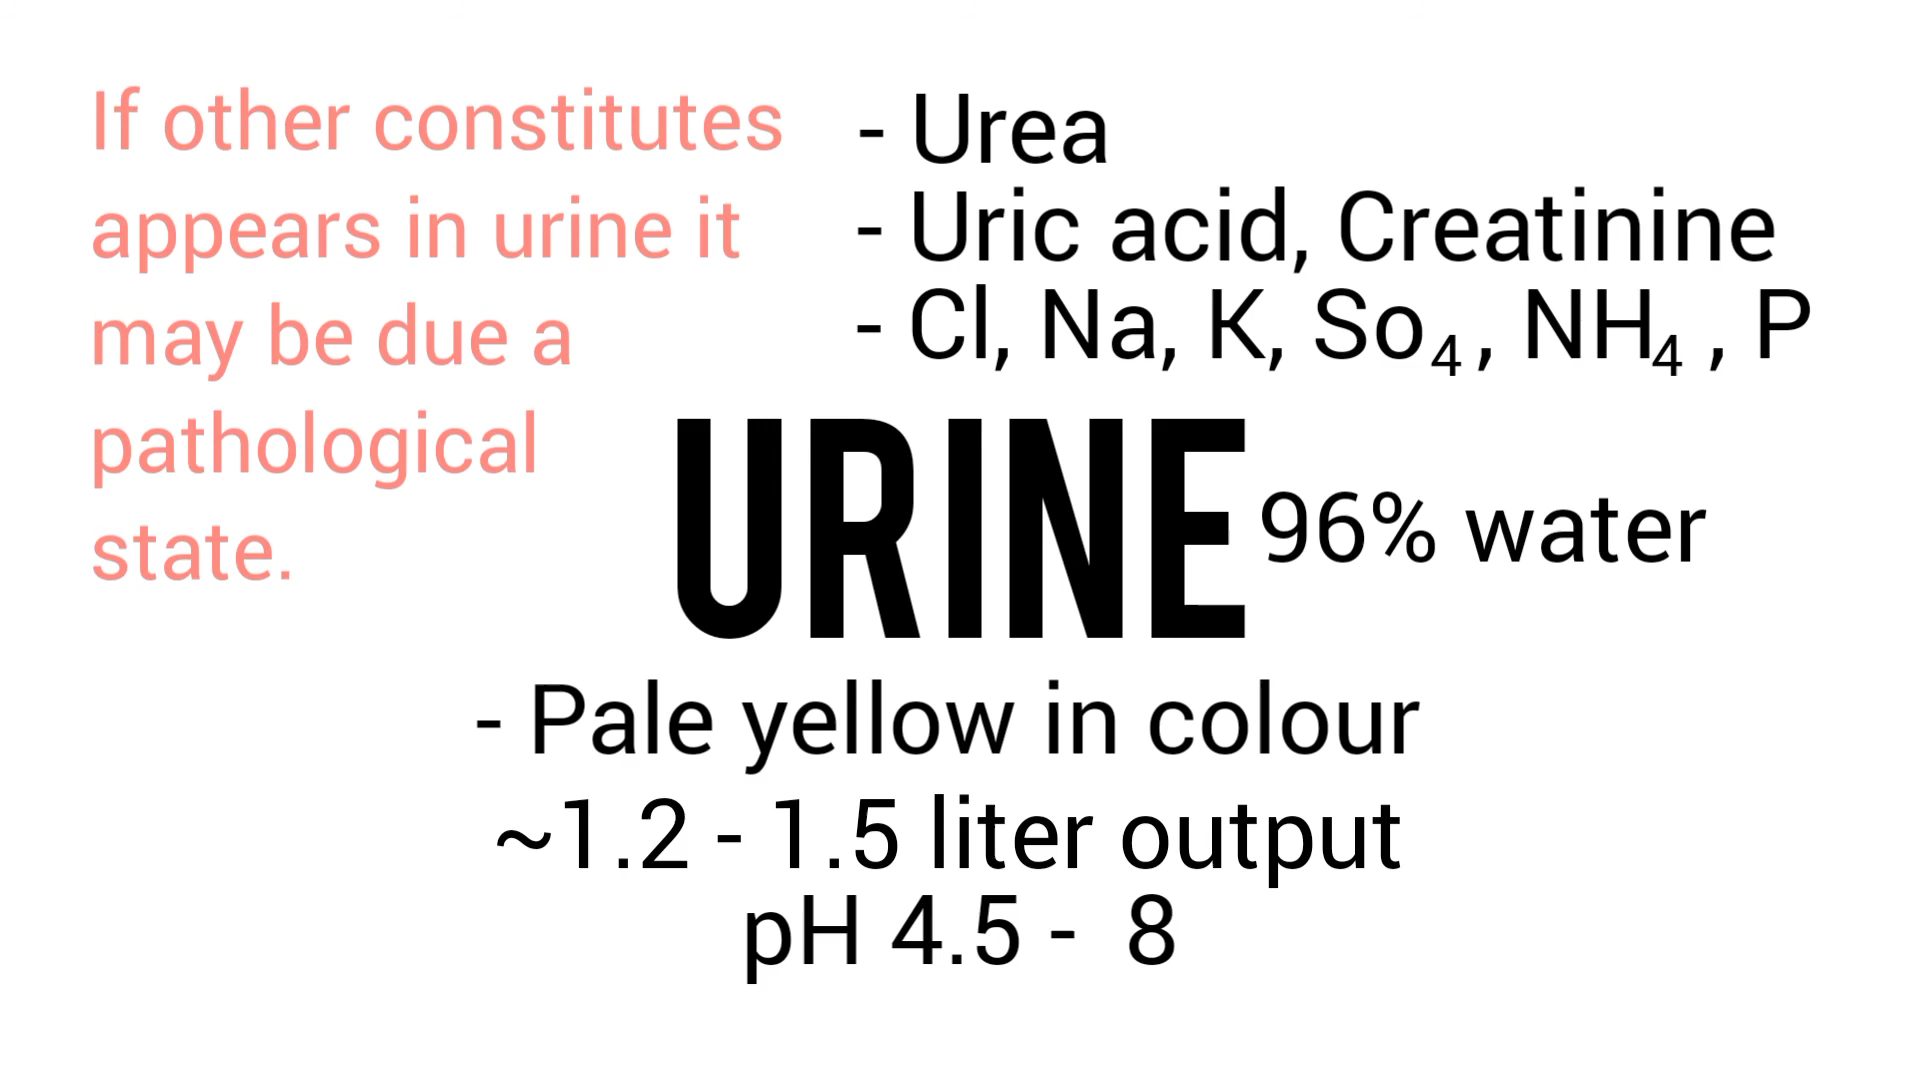 If other constitutes
appears in urine it
may be due a
pathological
state.
- Urea
- Uric acid, Creatinine
- Cl, Na, K, So₄, NH₄ , P
URINE
96% water
- Pale yellow in colour
~1.2 - 1.5 liter output
pH 4.5 - 8